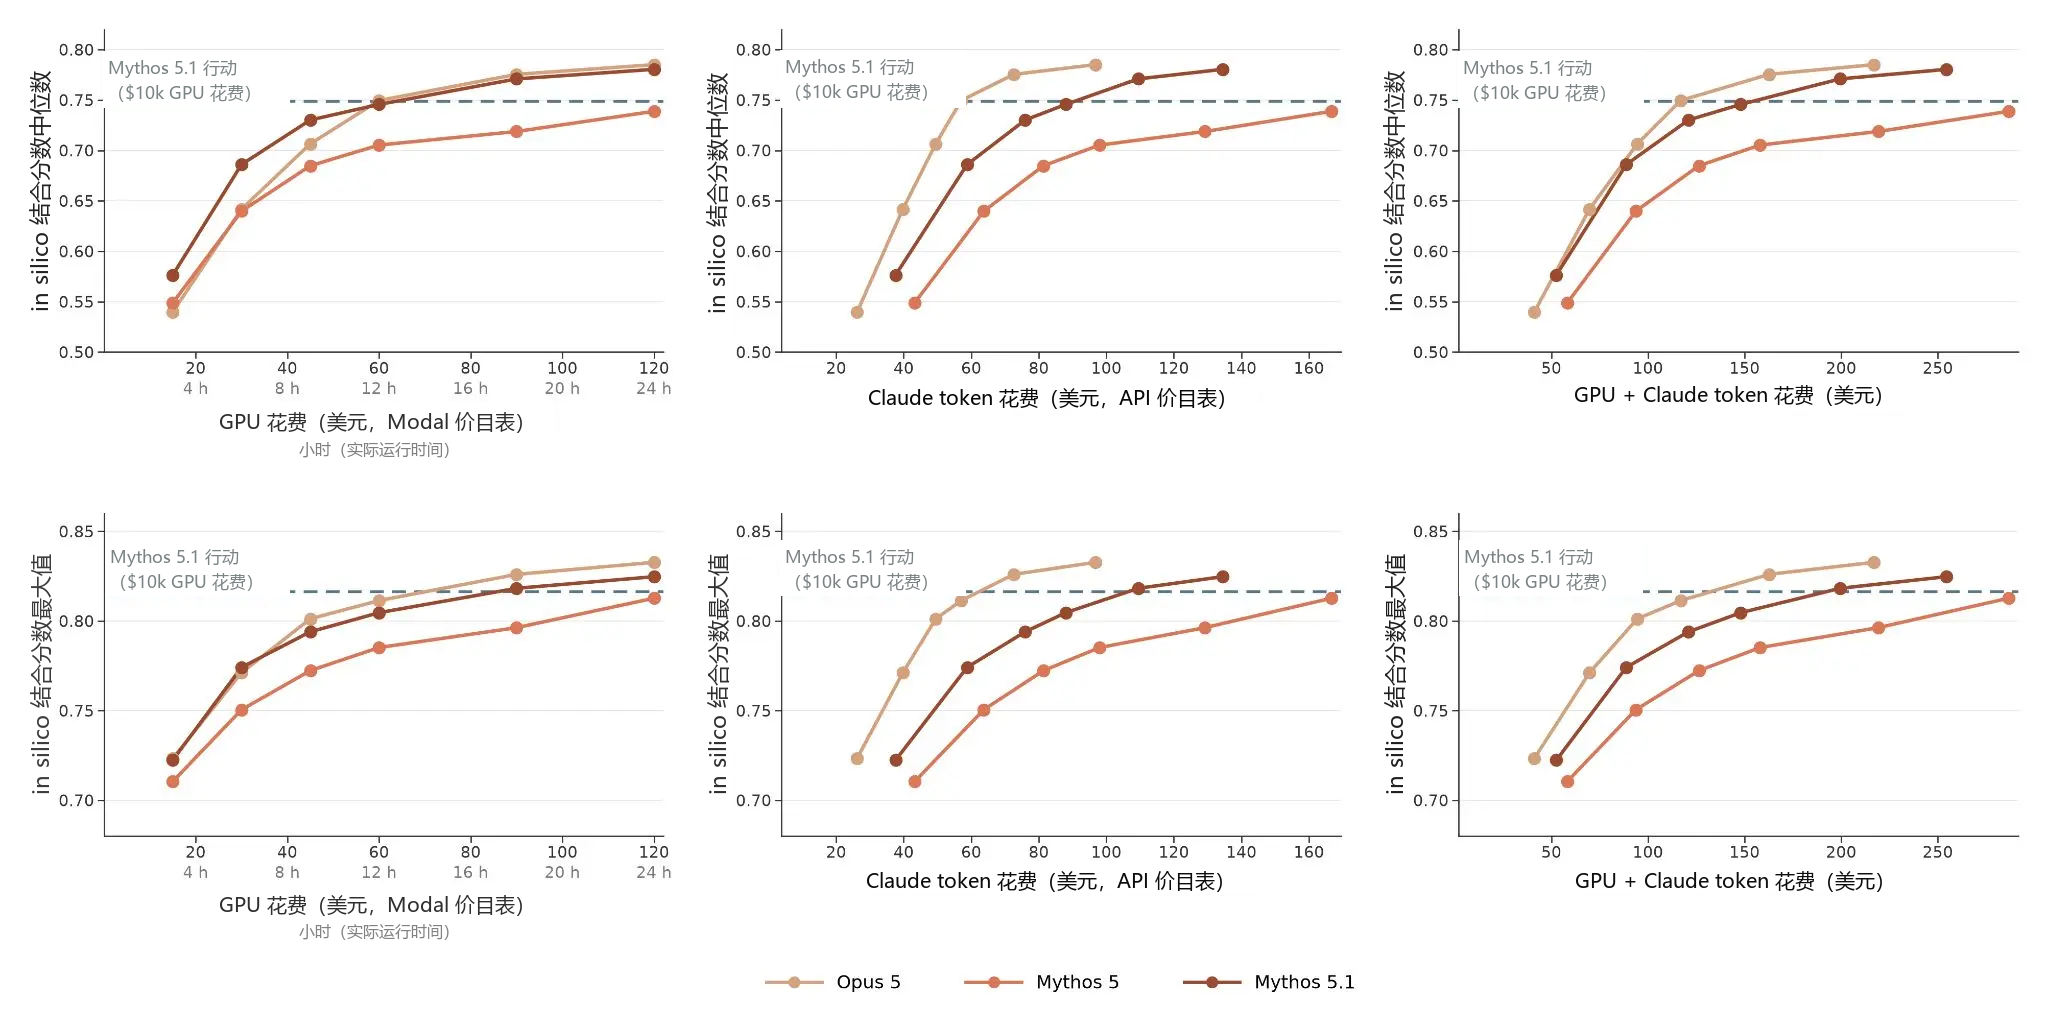 in silico 结合分数中位数
0.80
0.75
0.70
0.65
0.60
0.55
0.50
Mythos 5.1 行动
($10k GPU 花费)
20 40 60 80 100 120
4 h 8 h 12 h 16 h 20 h 24 h
GPU 花费（美元，Modal 价目表）
小时（实际运行时间）
in silico 结合分数中位数
0.80
0.75
0.70
0.65
0.60
0.55
0.50
Mythos 5.1 行动
($10k GPU 花费)
20 40 60 80 100 120 140 160
Claude token 花费（美元，API 价目表）
in silico 结合分数中位数
0.80
0.75
0.70
0.65
0.60
0.55
0.50
Mythos 5.1 行动
($10k GPU 花费)
50 100 150 200 250
GPU + Claude token 花费（美元）
in silico 结合分数最大值
0.85
0.80
0.75
0.70
Mythos 5.1 行动
($10k GPU 花费)
20 40 60 80 100 120
4 h 8 h 12 h 16 h 20 h 24 h
GPU 花费（美元，Modal 价目表）
小时（实际运行时间）
in silico 结合分数最大值
0.85
0.80
0.75
0.70
Mythos 5.1 行动
($10k GPU 花费)
20 40 60 80 100 120 140 160
Claude token 花费（美元，API 价目表）
in silico 结合分数最大值
0.85
0.80
0.75
0.70
Mythos 5.1 行动
($10k GPU 花费)
50 100 150 200 250
GPU + Claude token 花费（美元）
Opus 5 Mythos 5 Mythos 5.1